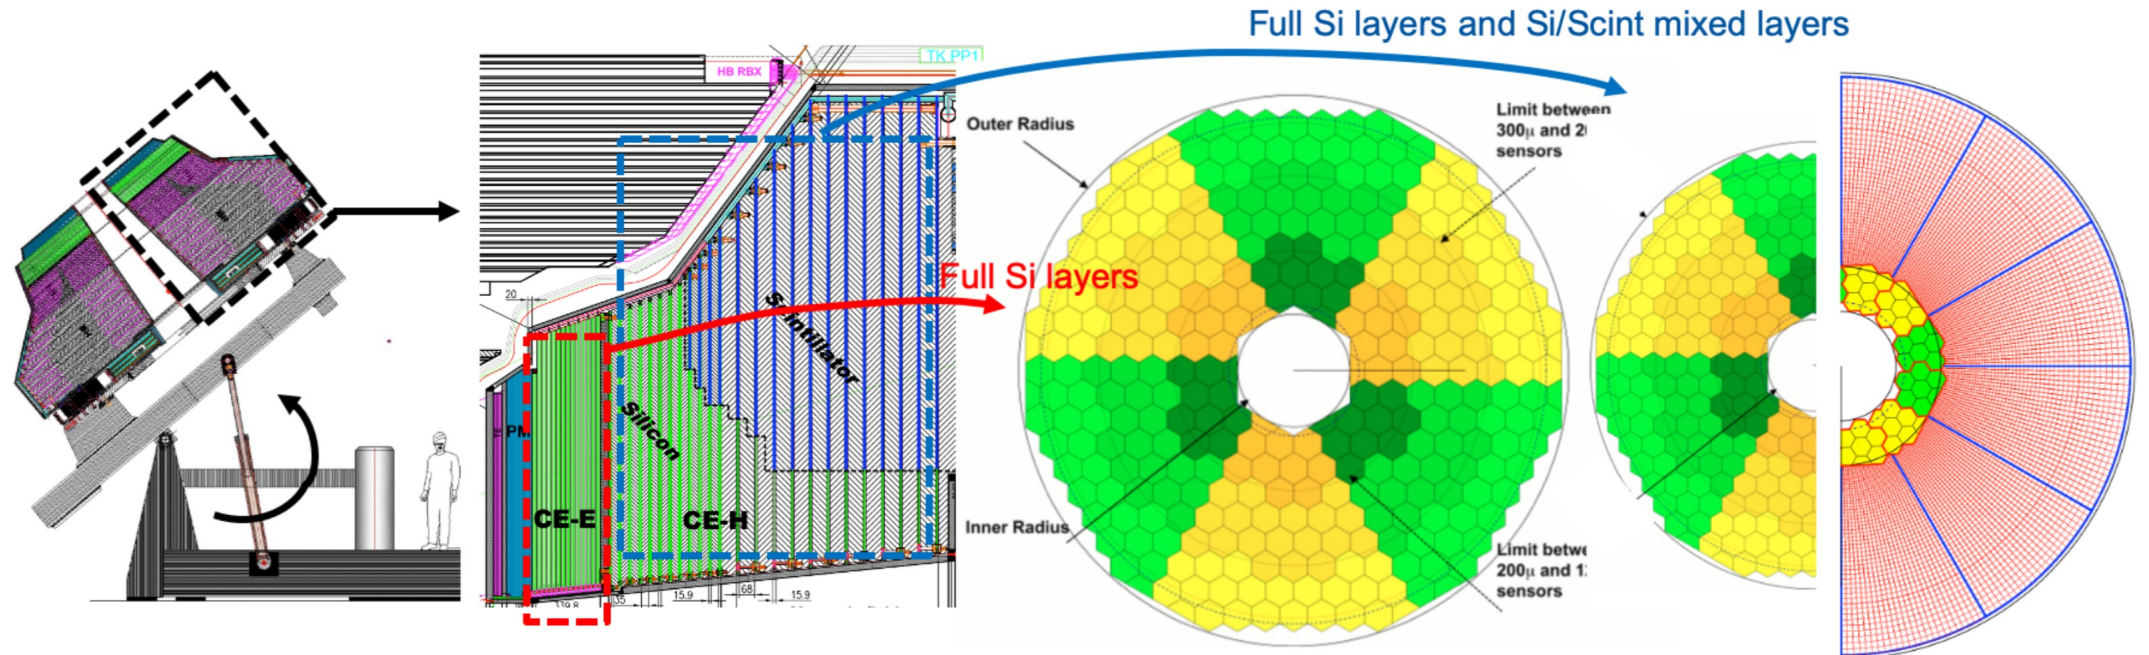 Full Si layers and Si/Scint mixed layers
TK PP1
HB RBX
Outer Radius
Limit between
300µ and 2
sensors
Full Si layers
20
Scintillator
Silicon
PM
CE-E
CE-H
Inner Radius
Limit betwe
200µ and 1
sensors
35
15.9
68
15.9